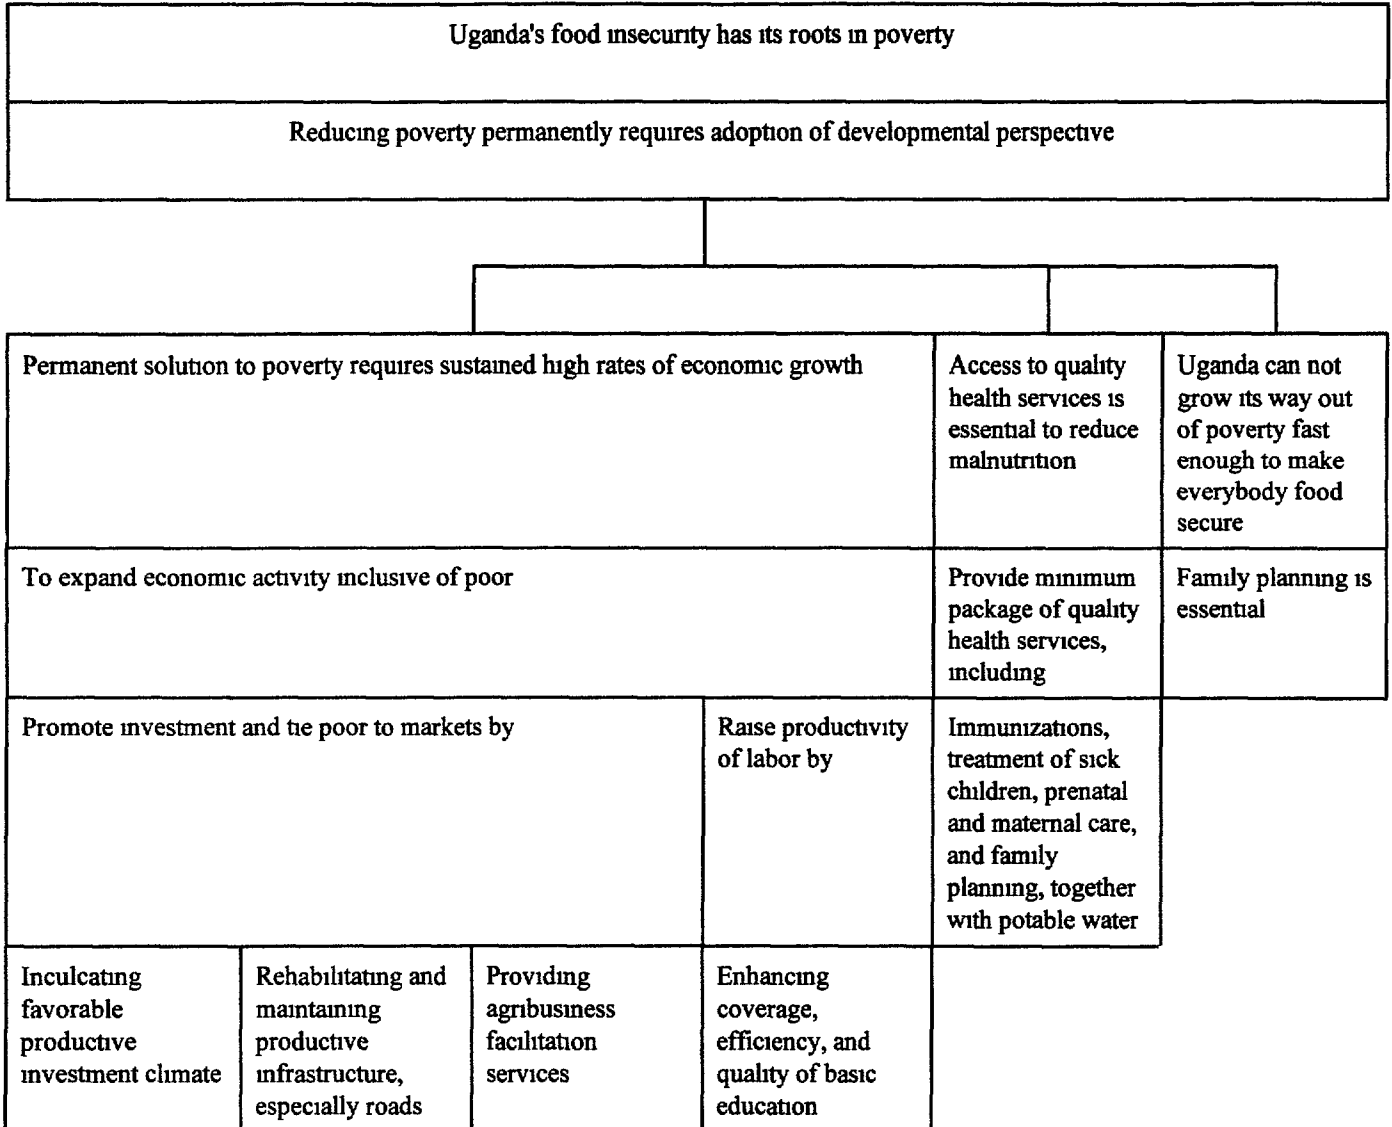 Uganda's food insecurity has its roots in poverty
Reducing poverty permanently requires adoption of developmental perspective
Permanent solution to poverty requires sustained high rates of economic growth
Access to quality
health services is
essential to reduce
malnutrition
Uganda can not
grow its way out
of poverty fast
enough to make
everybody food
secure
To expand economic activity inclusive of poor
Provide minimum
package of quality
health services,
including
Family planning is
essential
Promote investment and tie poor to markets by
Raise productivity
of labor by
Immunizations,
treatment of sick
children, prenatal
and maternal care,
and family
planning, together
with potable water
Inculcating
favorable
productive
investment climate
Rehabilitating and
maintaining
productive
infrastructure,
especially roads
Providing
agribusiness
facilitation
services
Enhancing
coverage,
efficiency, and
quality of basic
education